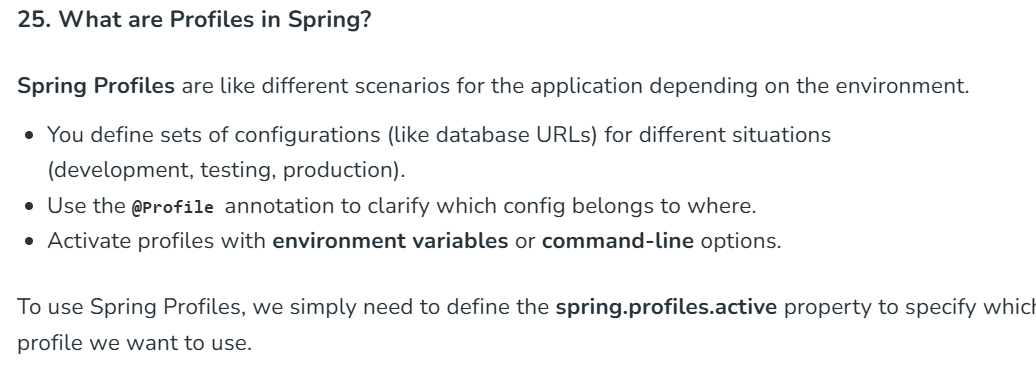 25. What are Profiles in Spring?
Spring Profiles are like different scenarios for the application depending on the environment.
• You define sets of configurations (like database URLs) for different situations
(development, testing, production).
• Use the @Profile annotation to clarify which config belongs to where.
• Activate profiles with environment variables or command-line options.
To use Spring Profiles, we simply need to define the spring.profiles.active property to specify which
profile we want to use.